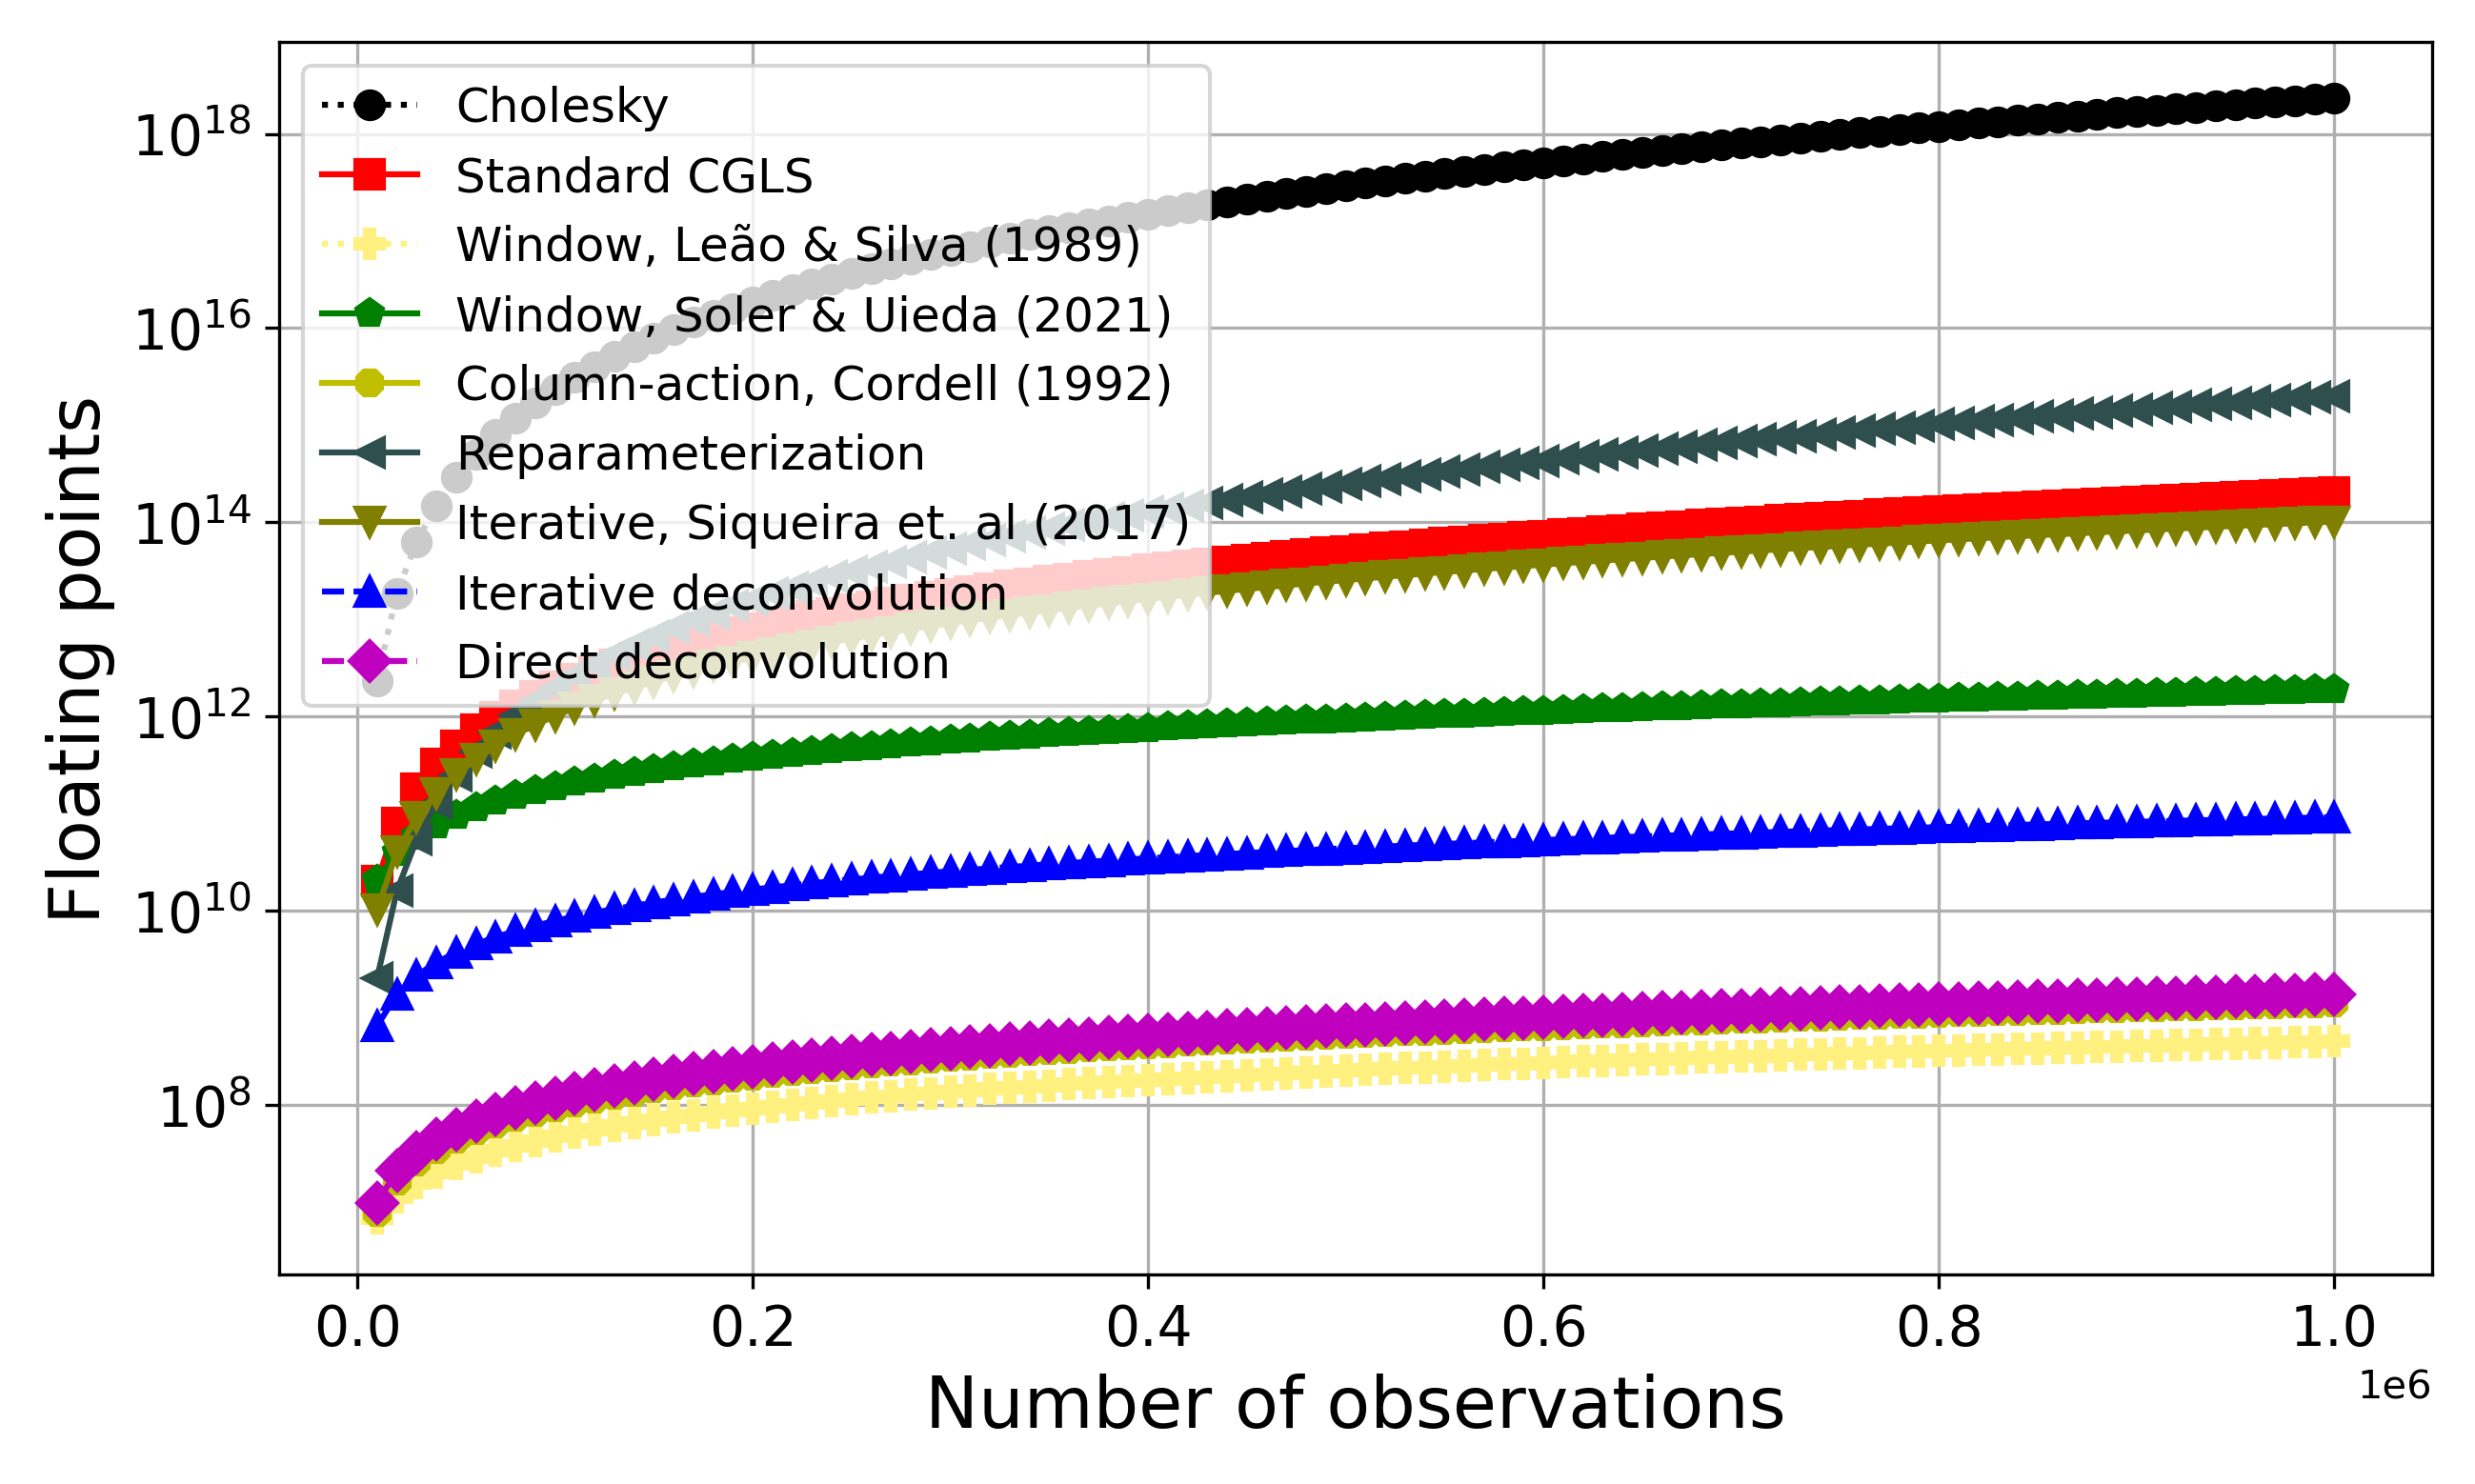 Cholesky
Standard CGLS
Window, Leão & Silva (1989)
Window, Soler & Uieda (2021)
Column-action, Cordell (1992)
Reparameterization
Iterative, Siqueira et. al (2017)
Iterative deconvolution
Direct deconvolution
Floating points
10^18
10^16
10^14
10^12
10^10
10^8
0.0 0.2 0.4 0.6 0.8 1.0
1e6
Number of observations